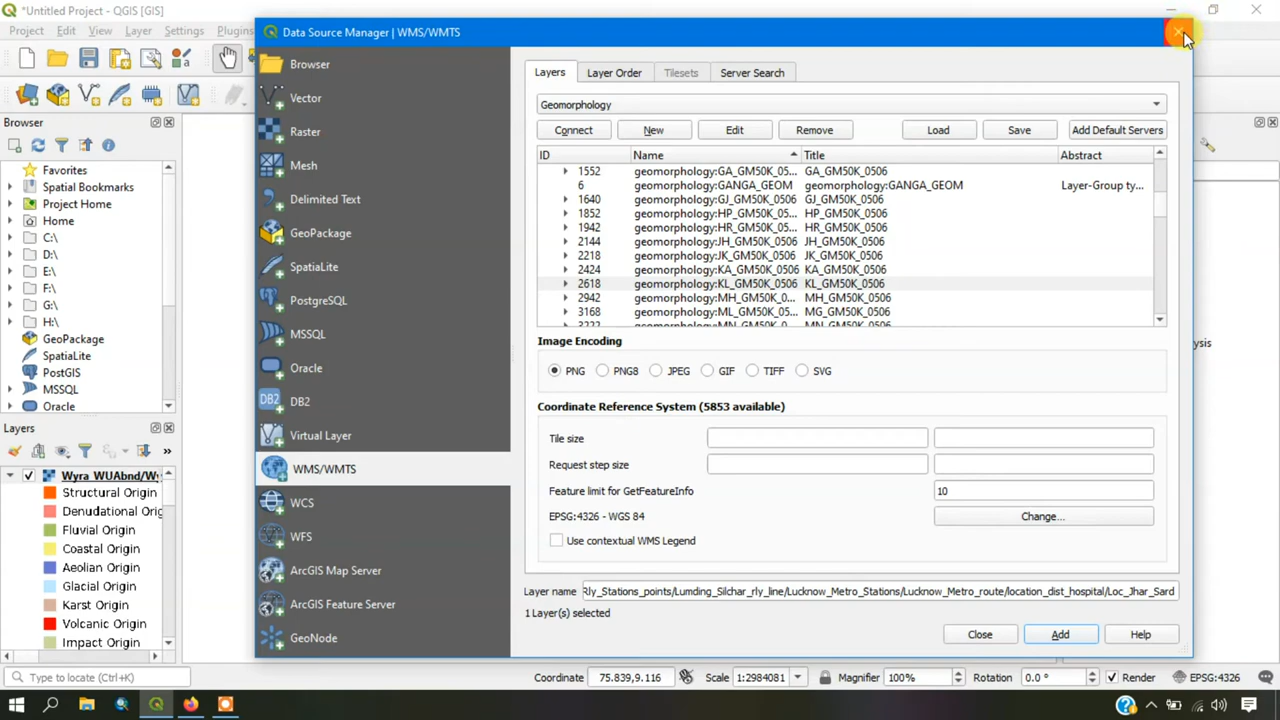 *Untitled Project - QGIS [GIS]
Project Edit View Layer Settings Plugins
Data Source Manager | WMS/WMTS
Browser
Favorites
Spatial Bookmarks
Project Home
Home
C:\
D:\
E:\
F:\
G:\
H:\
GeoPackage
SpatiaLite
PostGIS
MSSQL
Oracle
Layers
Wyra_WUAbnd/Wy
Structural Origin
Denudational Orig
Fluvial Origin
Coastal Origin
Aeolian Origin
Glacial Origin
Karst Origin
Volcanic Origin
Impact Origin
Browser
Vector
Raster
Mesh
Delimited Text
GeoPackage
SpatiaLite
PostgreSQL
MSSQL
Oracle
DB2
DB2
Virtual Layer
WMS/WMTS
WCS
WFS
ArcGIS Map Server
ArcGIS Feature Server
GeoNode
Layers Layer Order Tilesets Server Search
Geomorphology
Connect New Edit Remove Load Save Add Default Servers
ID Name Title Abstract
1552 geomorphology:GA_GM50K_05... GA_GM50K_0506
6 geomorphology:GANGA_GEOM geomorphology:GANGA_GEOM Layer-Group ty...
1640 geomorphology:GJ_GM50K_0506 GJ_GM50K_0506
1852 geomorphology:HP_GM50K_05... HP_GM50K_0506
1942 geomorphology:HR_GM50K_05... HR_GM50K_0506
2144 geomorphology:JH_GM50K_0506 JH_GM50K_0506
2218 geomorphology:JK_GM50K_0506 JK_GM50K_0506
2424 geomorphology:KA_GM50K_0506 KA_GM50K_0506
2618 geomorphology:KL_GM50K_0506 KL_GM50K_0506
2942 geomorphology:MH_GM50K_0... MH_GM50K_0506
3168 geomorphology:ML_GM50K_05... MG_GM50K_0506
3222 geomorphology:MN_GM50K_0... MN_GM50K_0506
Image Encoding
PNG PNG8 JPEG GIF TIFF SVG
Coordinate Reference System (5853 available)
Tile size
Request step size
Feature limit for GetFeatureInfo 10
EPSG:4326 - WGS 84 Change...
Use contextual WMS Legend
Layer name Rly_Stations_points/Lumding_Silchar_rly_line/Lucknow_Metro_Stations/Lucknow_Metro_route/location_dist_hospital/Loc_Jhar_Sard
1 Layer(s) selected
Close Add Help
ysis
Type to locate (Ctrl+K) Coordinate 75.839,9.116 Scale 1:2984081 Magnifier 100% Rotation 0.0 ° Render EPSG:4326